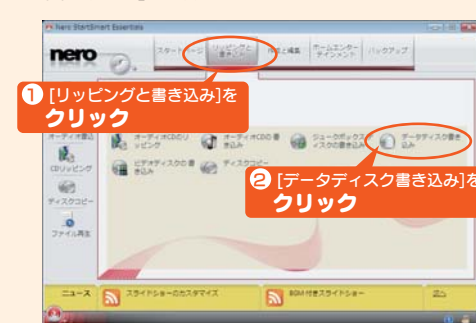 Nero StartSmart Essentials
nero
スタートページ
リッピングと
書き込み
作成と編集
ホームエンター
テインメント
バックアップ
1 [リッピングと書き込み]を
クリック
オーディオ書込
CDリッピング
ディスクコピー
ファイル再生
オーディオCDのリ
ッピング
オーディオCDの書
き込み
ジュークボックスデ
ィスクの書き込み
データディスク書き
込み
ビデオディスクの書
き込み
ディスクコピー
2 [データディスク書き込み]を
クリック
ニュース
スライドショーのカスタマイズ
BGM付きスライドショー